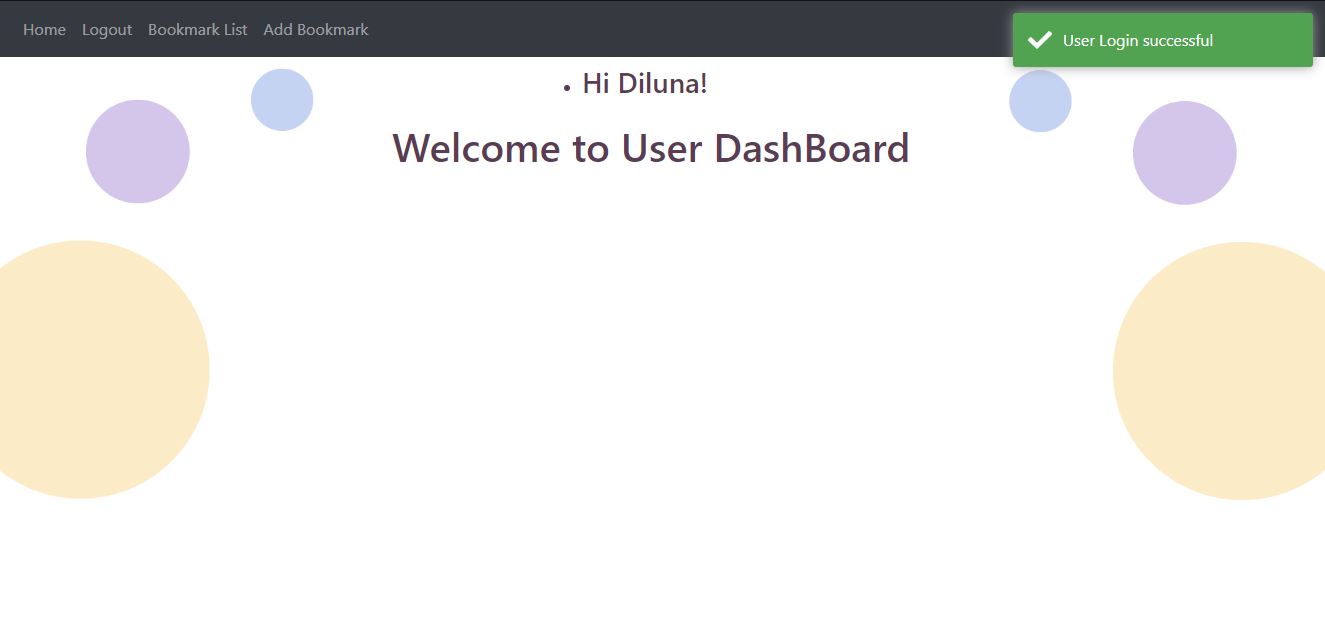 Home Logout Bookmark List Add Bookmark
User Login successful
Hi Diluna!
Welcome to User DashBoard